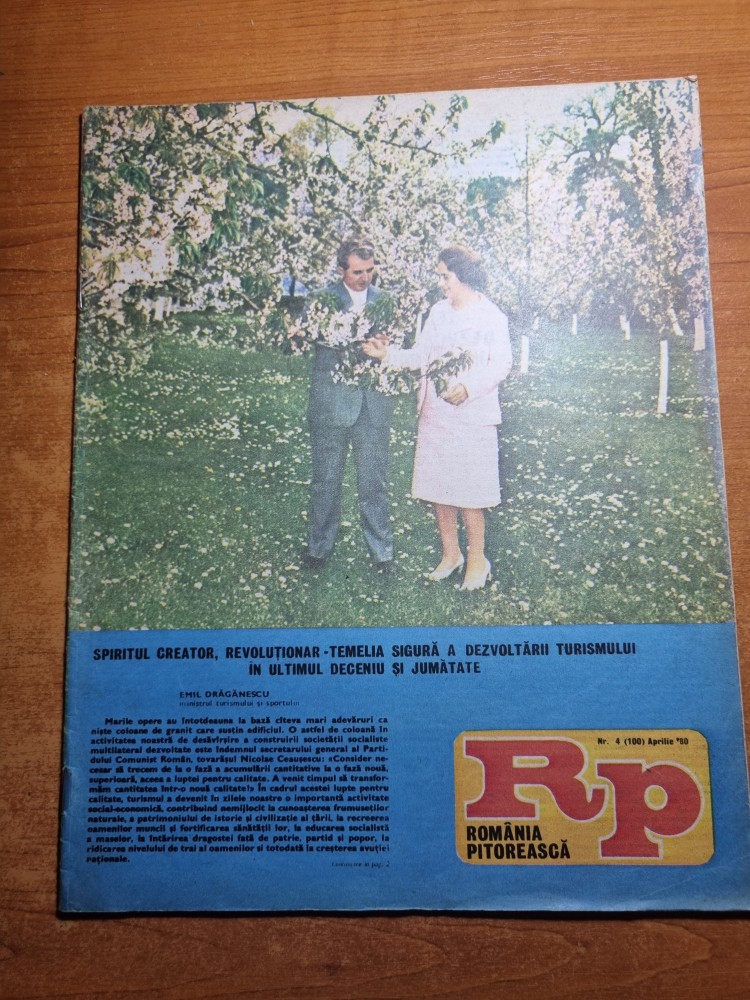 SPIRITUL CREATOR, REVOLUȚIONAR -TEMELIA SIGURĂ A DEZVOLTĂRII TURISMULUI
ÎN ULTIMUL DECENIU ȘI JUMĂTATE
EMIL DRĂGĂNESCU
ministrul turismului și sportului
Marile opere au întotdeauna la bază cîteva mari adevăruri ca
niște coloane de granit care susțin edificiul. O astfel de coloană în
activitatea noastră de desăvîrșire a construirii societății socialiste
multilateral dezvoltate este îndemnul secretarului general al Parti-
dului Comunist Român, tovarășul Nicolae Ceaușescu: «Consider ne-
cesar să trecem de la o fază a acumulării cantitative la o fază nouă,
superioară, aceea a luptei pentru calitate. A venit timpul să transfor-
măm cantitatea într-o nouă calitate!» În cadrul acestei lupte pentru
calitate, turismul a devenit în zilele noastre o importantă activitate
social-economică, contribuind nemijlocit la cunoașterea frumuseților
naturale, a patrimoniului de istorie și civilizație al țării, la recreerea
oamenilor muncii și fortificarea sănătății lor, la educarea socialistă
a maselor, la întărirea dragostei față de patrie, partid și popor, la
ridicarea nivelului de trai al oamenilor și totodată la creșterea avuției
naționale.
Continuare în pag. 2
Nr. 4 (100) Aprilie '80
Rp
ROMÂNIA
PITOREASCĂ